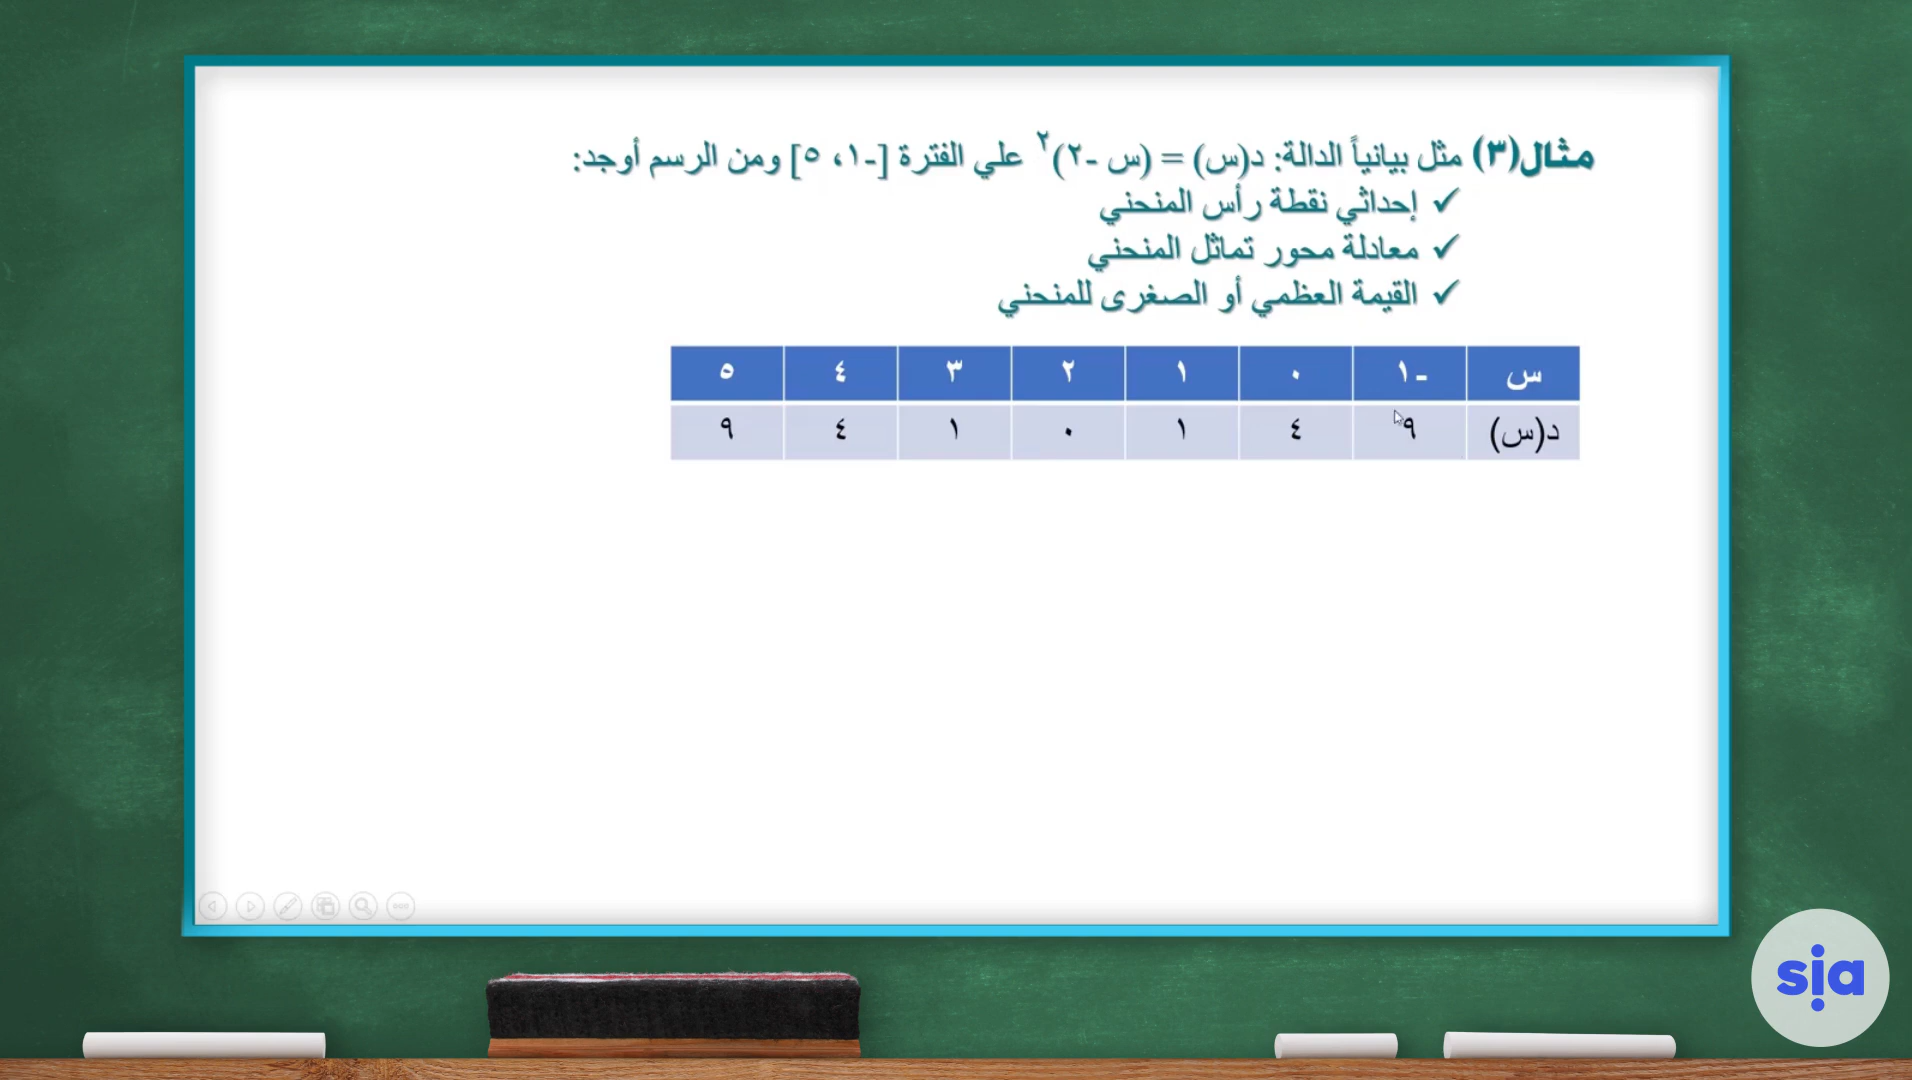 مثال(٣) مثل بيانياً الدالة: د(س) = (س -٢)٢ علي الفترة [-١، ٥] ومن الرسم أوجد:
✓ إحداثي نقطة رأس المنحني
✓ معادلة محور تماثل المنحني
✓ القيمة العظمي أو الصغرى للمنحني
س -١ ٠ ١ ٢ ٣ ٤ ٥
د(س) ٩ ٤ ١ ٠ ١ ٤ ٩
sia